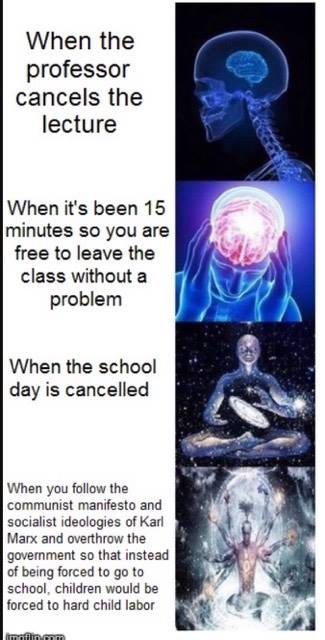 When the
professor
cancels the
lecture
When it's been 15
minutes so you are
free to leave the
class without a
problem
When the school
day is cancelled
When you follow the
communist manifesto and
socialist ideologies of Karl
Marx and overthrow the
government so that instead
of being forced to go to
school, children would be
forced to hard child labor
imgflip.com